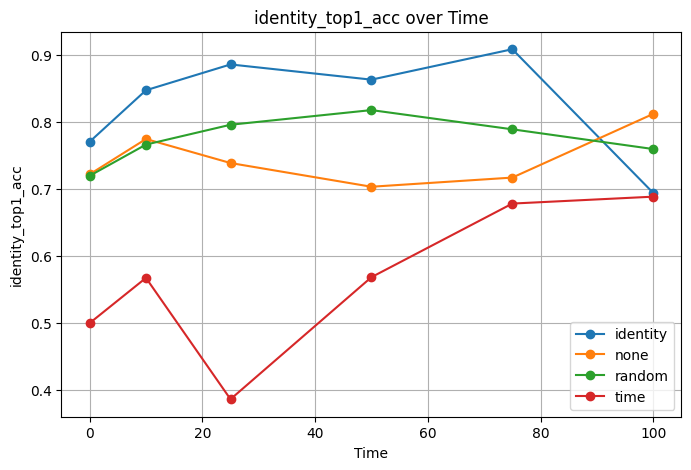 identity_top1_acc over Time
identity_top1_acc
0.9
0.8
0.7
0.6
0.5
0.4
0
20
40
60
80
100
Time
identity
none
random
time